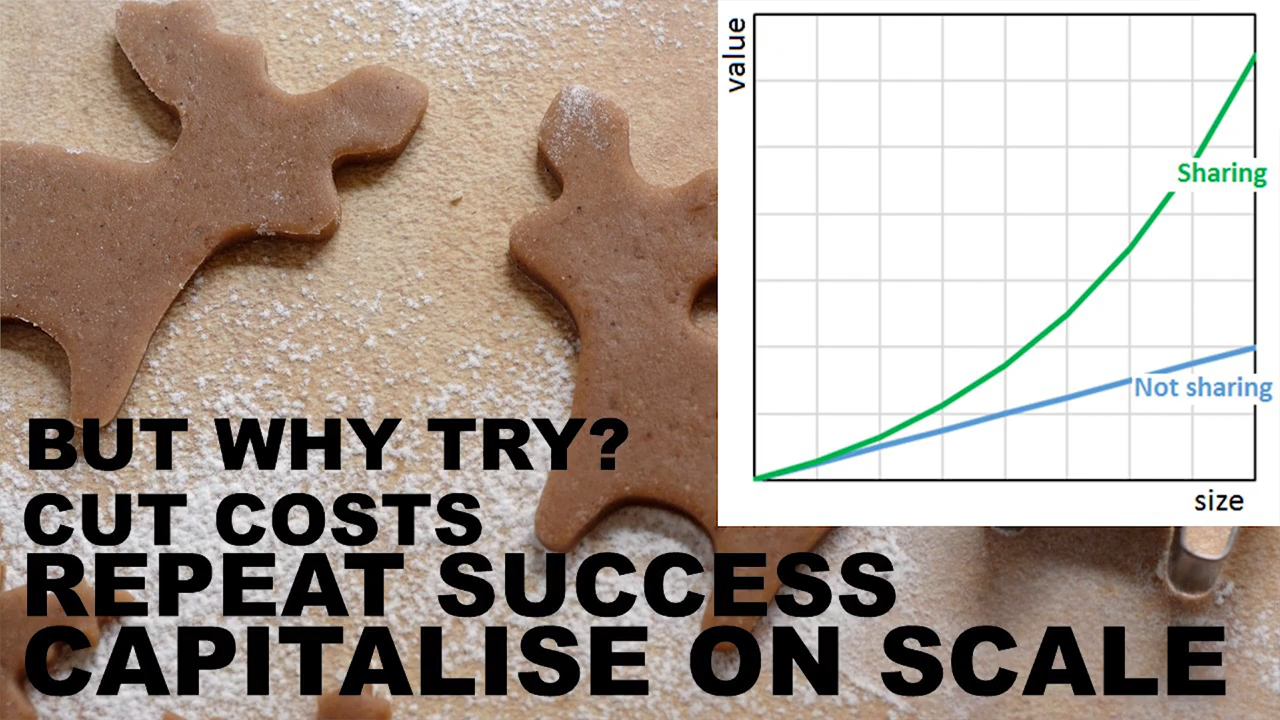 BUT WHY TRY?
CUT COSTS
REPEAT SUCCESS
CAPITALISE ON SCALE
value
Sharing
Not sharing
size